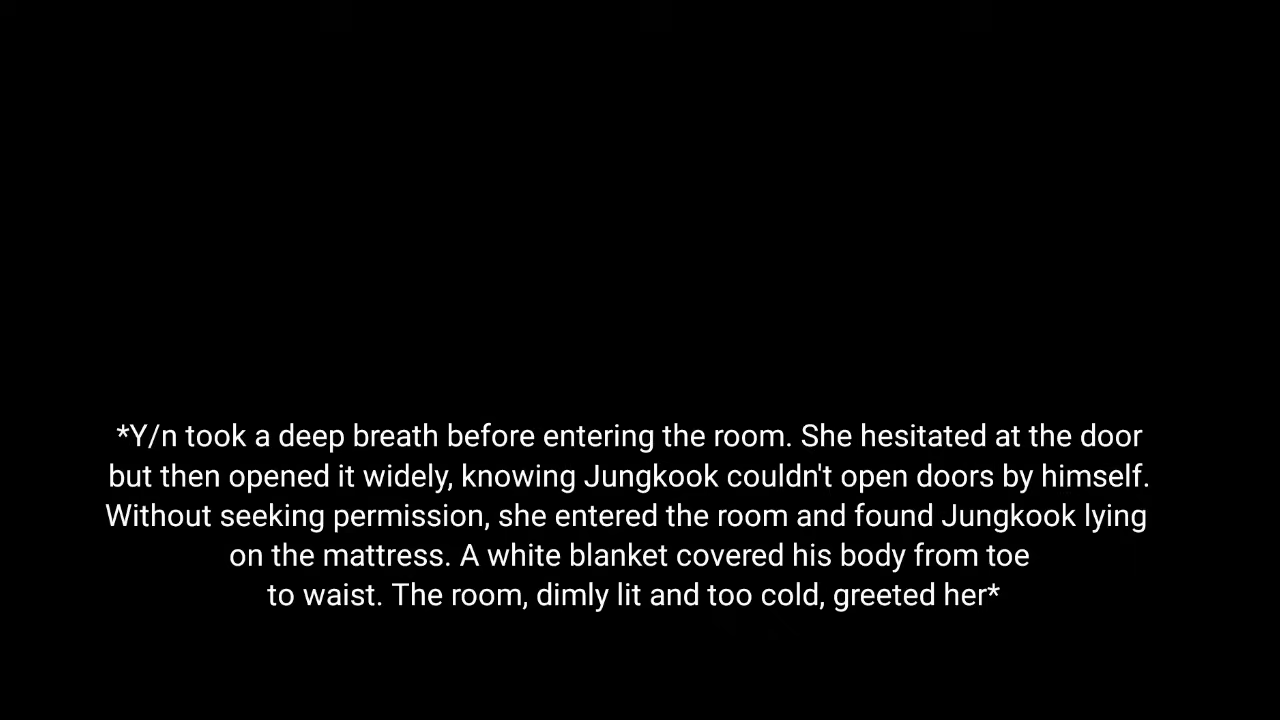 *Y/n took a deep breath before entering the room. She hesitated at the door
but then opened it widely, knowing Jungkook couldn't open doors by himself.
Without seeking permission, she entered the room and found Jungkook lying
on the mattress. A white blanket covered his body from toe
to waist. The room, dimly lit and too cold, greeted her*